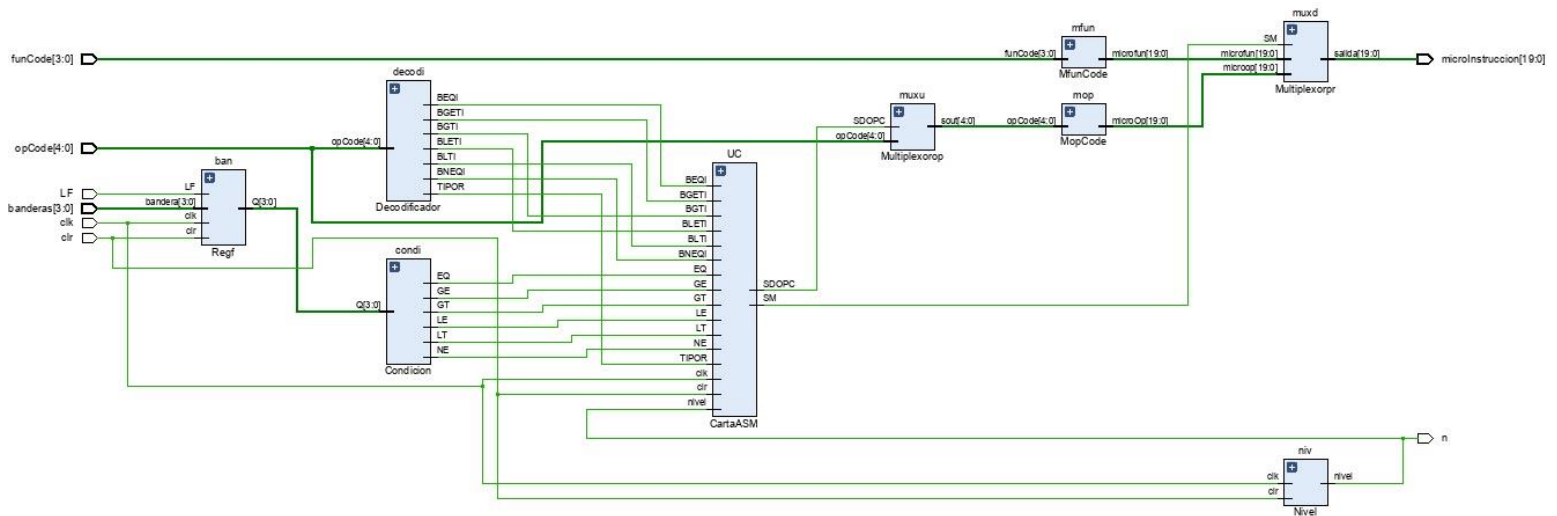 funCode[3:0]
opCode[4:0]
LF
banderas[3:0]
clk
clr
ban
LF
bandera[3:0]
clk
clr
Q[3:0]
Regf
decodi
opCode[4:0]
BEQI
BGETI
BGTI
BLETI
BLTI
BNEQI
TIPOR
Decodificador
condi
Q[3:0]
EQ
GE
GT
LE
LT
NE
Condicion
UC
BEQI
BGETI
BGTI
BLETI
BLTI
BNEQI
EQ
GE
GT
LE
LT
NE
TIPOR
clk
clr
nivel
SDOPC
SM
CartaASM
muxu
SDOPC
opCode[4:0]
sout[4:0]
Multiplexorop
mfun
funCode[3:0]
microfun[19:0]
MfunCode
mop
opCode[4:0]
microOp[19:0]
MopCode
muxd
SM
microfun[19:0]
microop[19:0]
salida[19:0]
Multiplexorpr
microInstruccion[19:0]
n
niv
clk
clr
nivel
Nivel